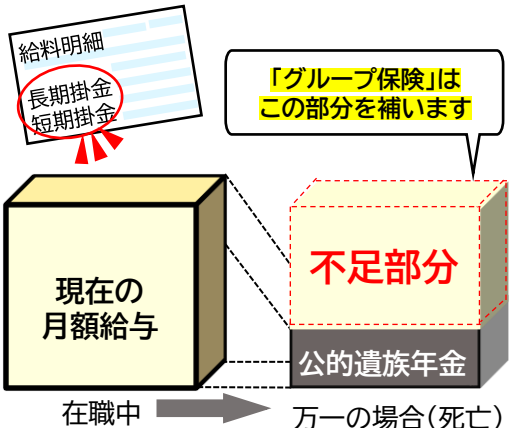 給料明細
長期掛金
短期掛金
「グループ保険」は
この部分を補います
現在の
月額給与
不足部分
公的遺族年金
在職中
万一の場合(死亡)